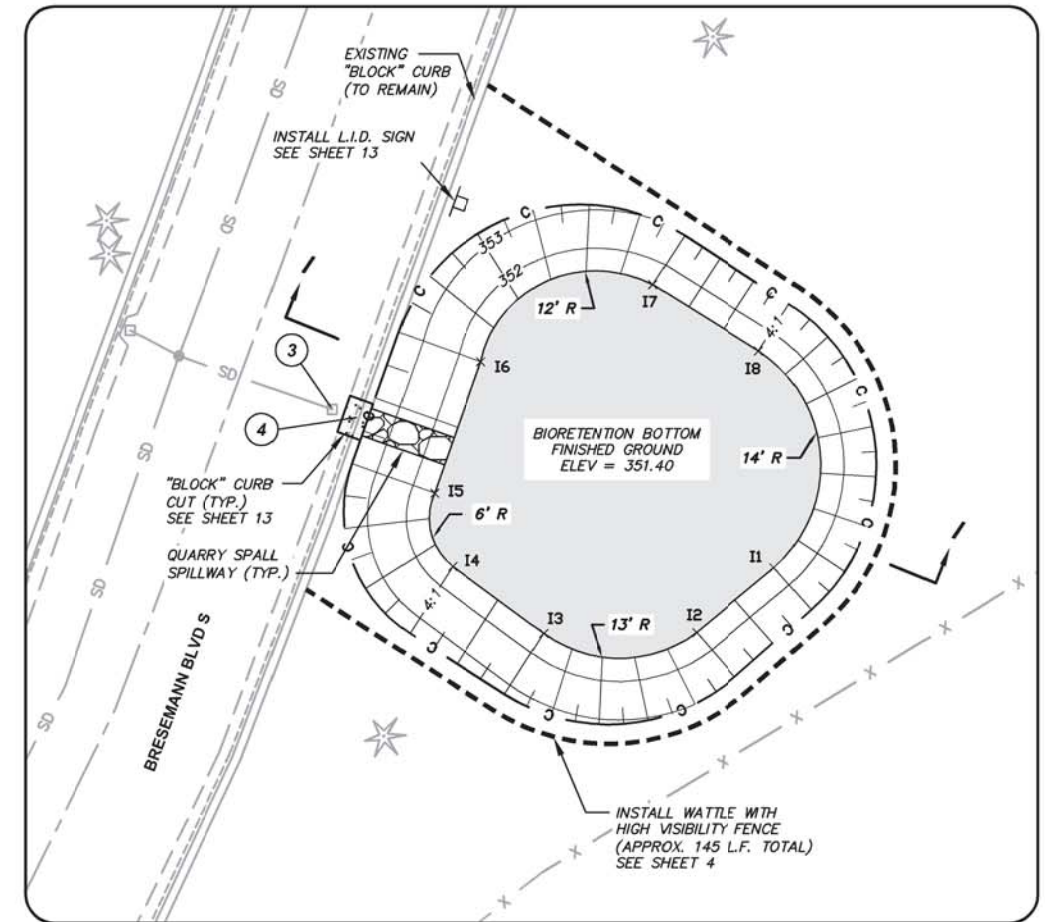 EXISTING
"BLOCK" CURB
(TO REMAIN)
INSTALL L.I.D. SIGN
SEE SHEET 13
SD
SD
SD
SD
SD
SD
SD
C
C
C
C
C
C
C
C
C
C
C
353
352
12' R
I7
I8
4:1
I6
3
4
BIORETENTION BOTTOM
FINISHED GROUND
ELEV = 351.40
14' R
"BLOCK" CURB
CUT (TYP.)
SEE SHEET 13
I5
6' R
QUARRY SPALL
SPILLWAY (TYP.)
I4
4:1
I3
13' R
I2
I1
BRESEMANN BLVD S
X
X
X
X
X
X
INSTALL WATTLE WITH
HIGH VISIBILITY FENCE
(APPROX. 145 L.F. TOTAL)
SEE SHEET 4